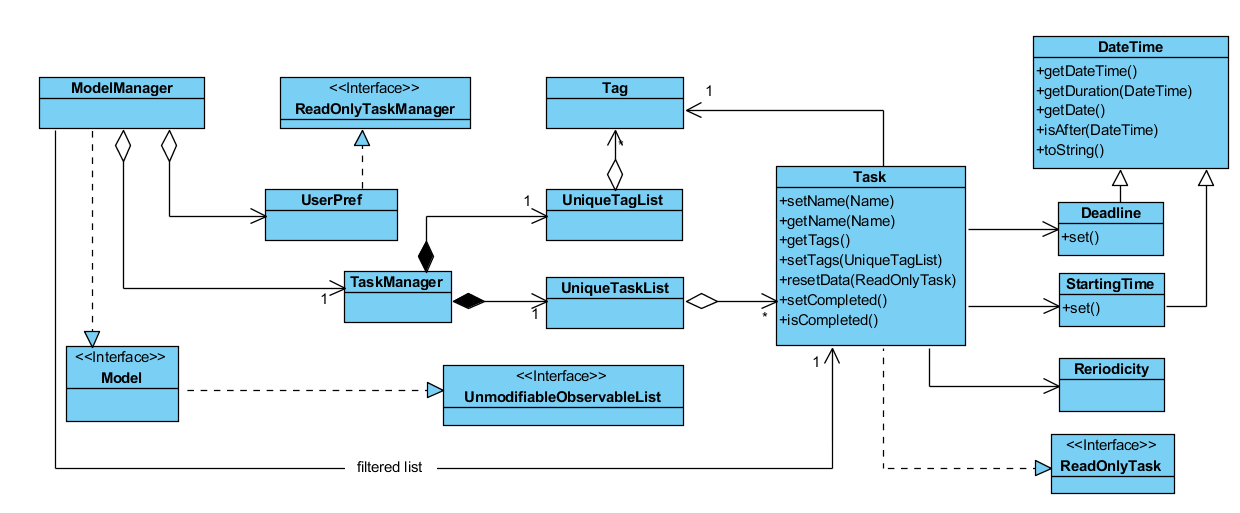 ModelManager
<<Interface>>
ReadOnlyTaskManager
Tag
1
DateTime
+getDateTime()
+getDuration(DateTime)
+getDate()
+isAfter(DateTime)
+toString()
*
Task
+setName(Name)
+getName(Name)
+getTags()
+setTags(UniqueTagList)
+resetData(ReadOnlyTask)
+setCompleted()
+isCompleted()
UserPref
1
UniqueTagList
Deadline
+set()
TaskManager
1
UniqueTaskList
1
*
StartingTime
+set()
<<Interface>>
Model
<<Interface>>
UnmodifiableObservableList
1
Reriodicity
filtered list
<<Interface>>
ReadOnlyTask